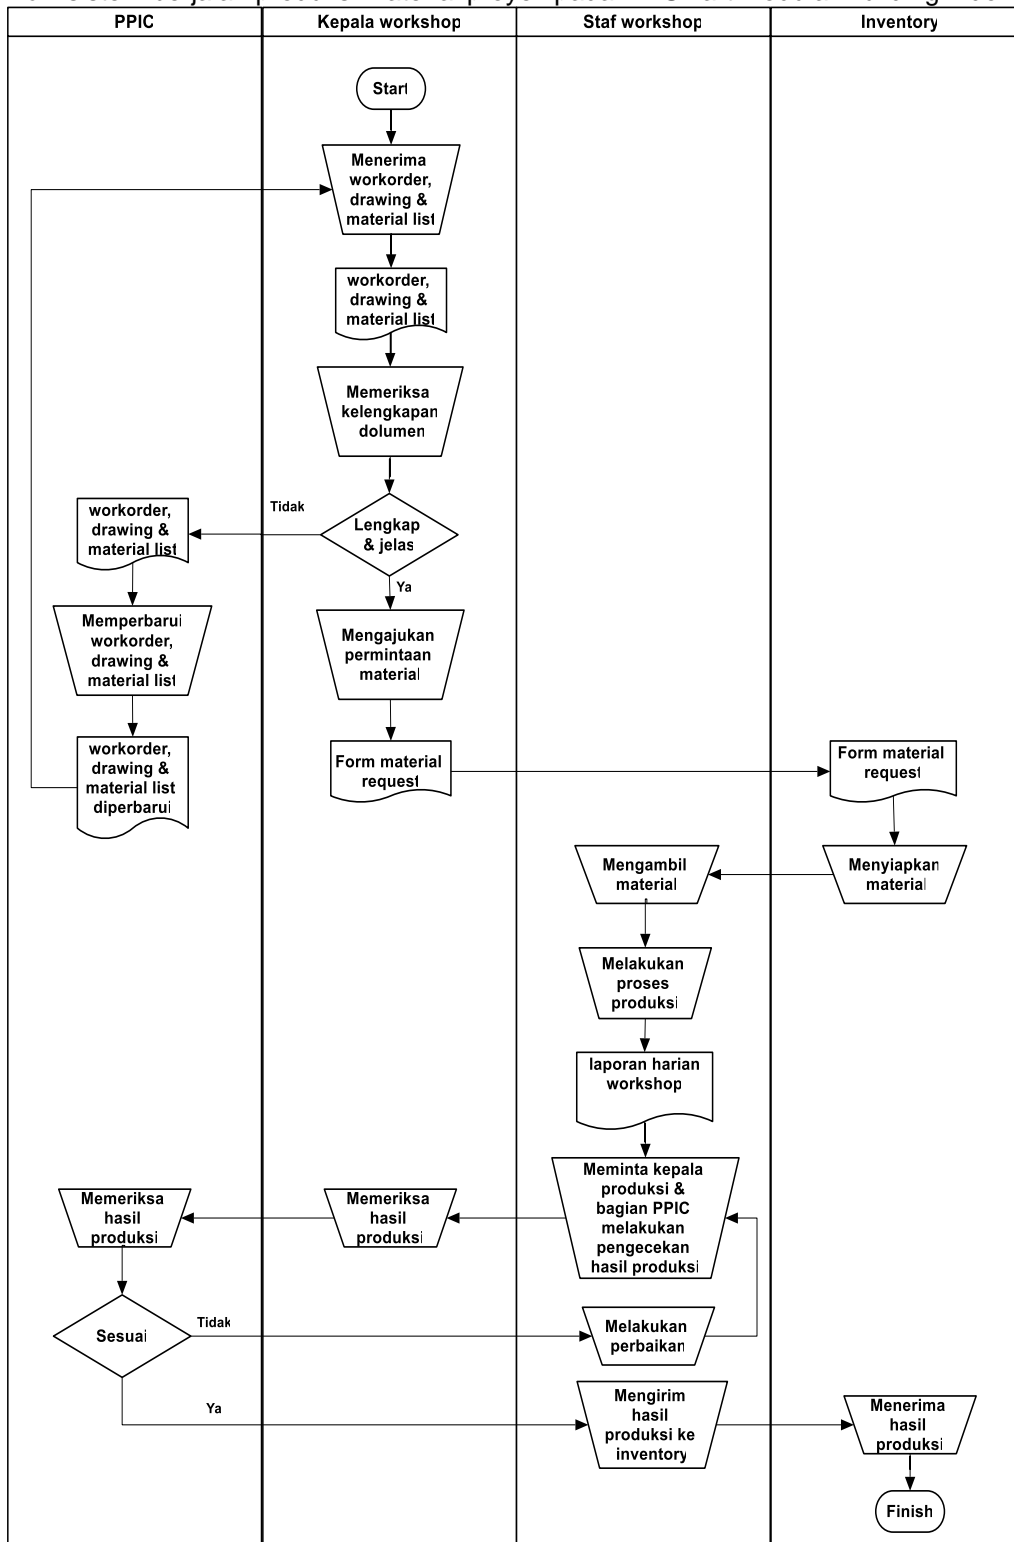 PPIC
Kepala workshop
Staf workshop
Inventory
Start
Menerima
workorder,
drawing &
material list
workorder,
drawing &
material list
Memeriksa
kelengkapan
dolumen
Lengkap
& jelas
Tidak
Ya
workorder,
drawing &
material list
Memperbarui
workorder,
drawing &
material list
workorder,
drawing &
material list
diperbarui
Mengajukan
permintaan
material
Form material
request
Form material
request
Menyiapkan
material
Mengambil
material
Melakukan
proses
produksi
laporan harian
workshop
Meminta kepala
produksi &
bagian PPIC
melakukan
pengecekan
hasil produksi
Memeriksa
hasil
produksi
Memeriksa
hasil
produksi
Sesuai
Tidak
Melakukan
perbaikan
Ya
Mengirim
hasil
produksi ke
inventory
Menerima
hasil
produksi
Finish